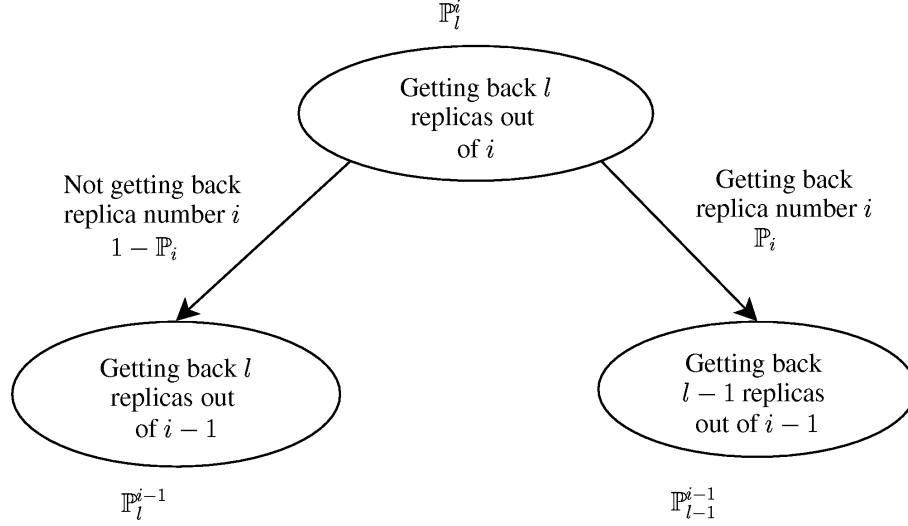 ℙ_l^i
Getting back l
replicas out
of i
Not getting back
replica number i
1 − ℙ_i
Getting back
replica number i
ℙ_i
Getting back l
replicas out
of i − 1
Getting back
l − 1 replicas
out of i − 1
ℙ_l^{i−1}
ℙ_{l−1}^{i−1}